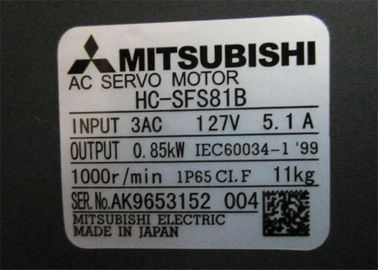 MITSUBISHI
AC SERVO MOTOR
HC-SFS81B
INPUT 3AC 127V 5.1A
OUTPUT 0.85kW IEC60034-1 '99
1000r/min IP65 CI.F 11kg
SER.No.AK9653152 004
MITSUBISHI ELECTRIC
MADE IN JAPAN